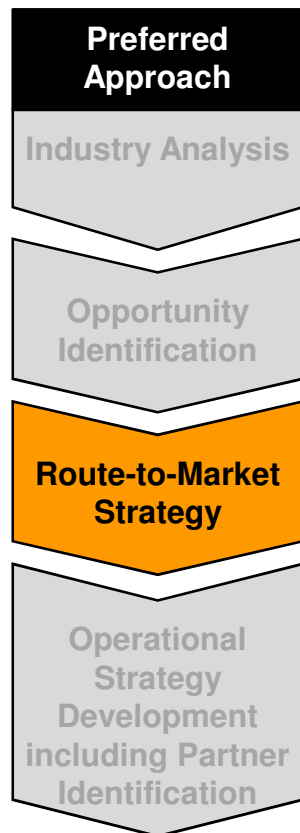 Preferred
Approach
Industry Analysis
Opportunity
Identification
Route-to-Market
Strategy
Operational
Strategy
Development
including Partner
Identification